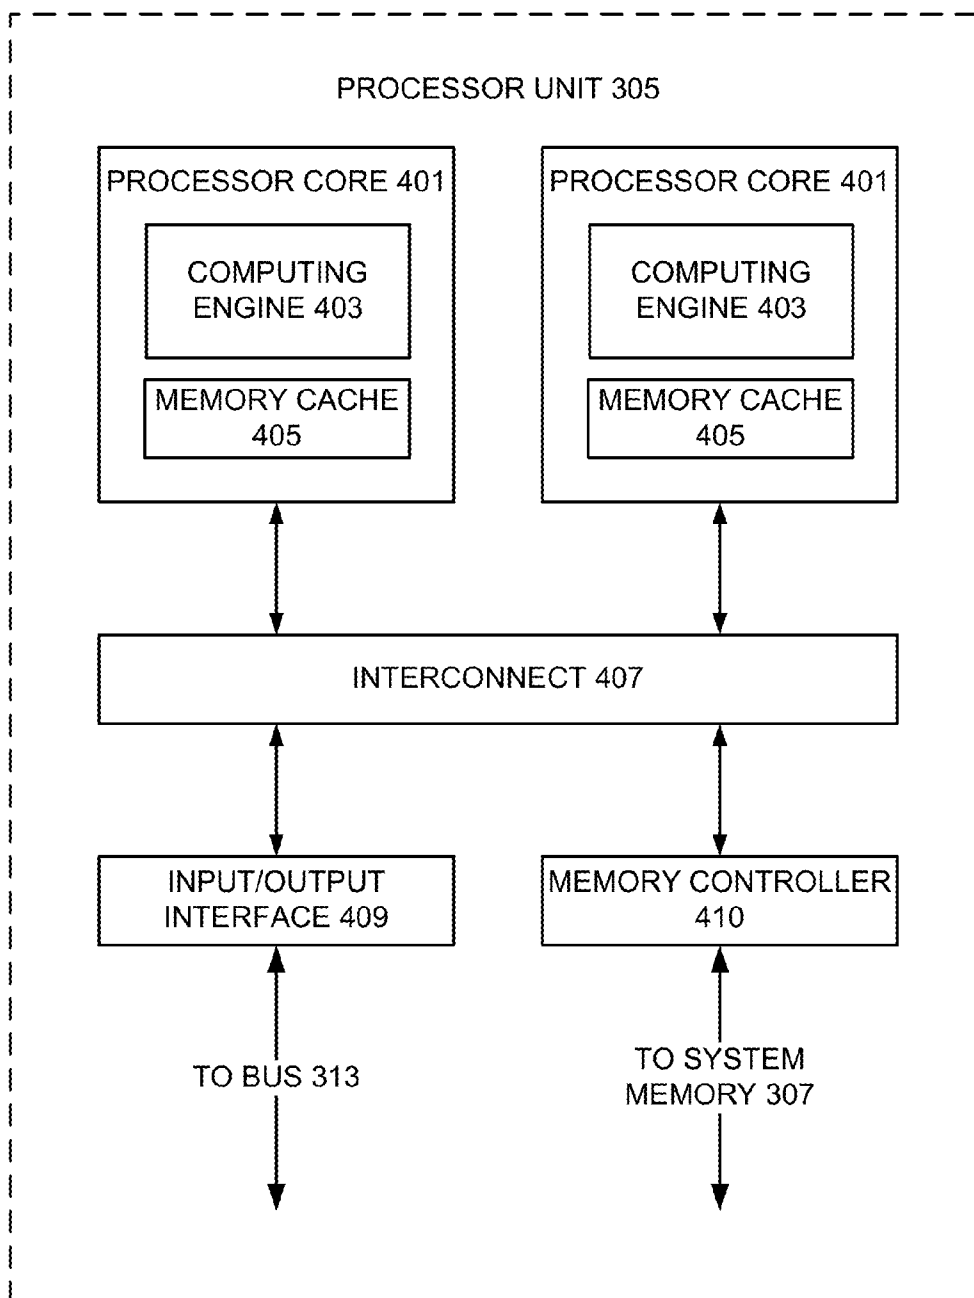 PROCESSOR UNIT 305
PROCESSOR CORE 401
COMPUTING
ENGINE 403
MEMORY CACHE
405
PROCESSOR CORE 401
COMPUTING
ENGINE 403
MEMORY CACHE
405
INTERCONNECT 407
INPUT/OUTPUT
INTERFACE 409
MEMORY CONTROLLER
410
TO BUS 313
TO SYSTEM
MEMORY 307